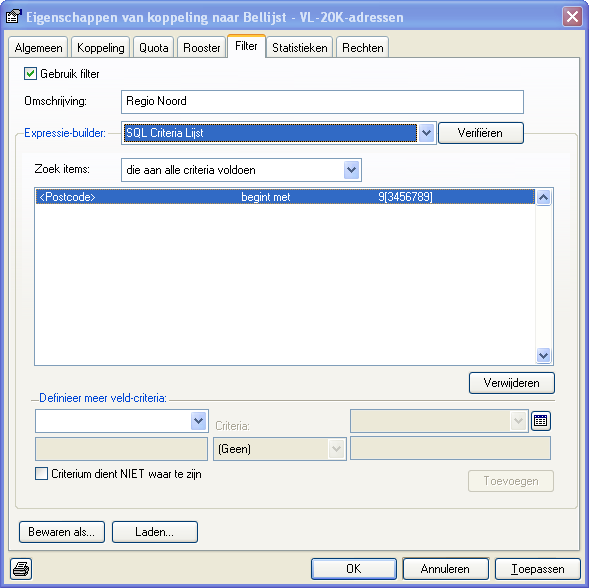 Eigenschappen van koppeling naar Bellijst - VL-20K-adressen
Algemeen Koppeling Quota Rooster Filter Statistieken Rechten
Gebruik filter
Omschrijving: Regio Noord
Expressie-builder: SQL Criteria Lijst Verifiëren
Zoek items: die aan alle criteria voldoen
<Postcode> begint met 9[3456789]
Verwijderen
Definieer meer veld-criteria:
Criteria:
(Geen)
Criterium dient NIET waar te zijn
Toevoegen
Bewaren als... Laden...
OK Annuleren Toepassen